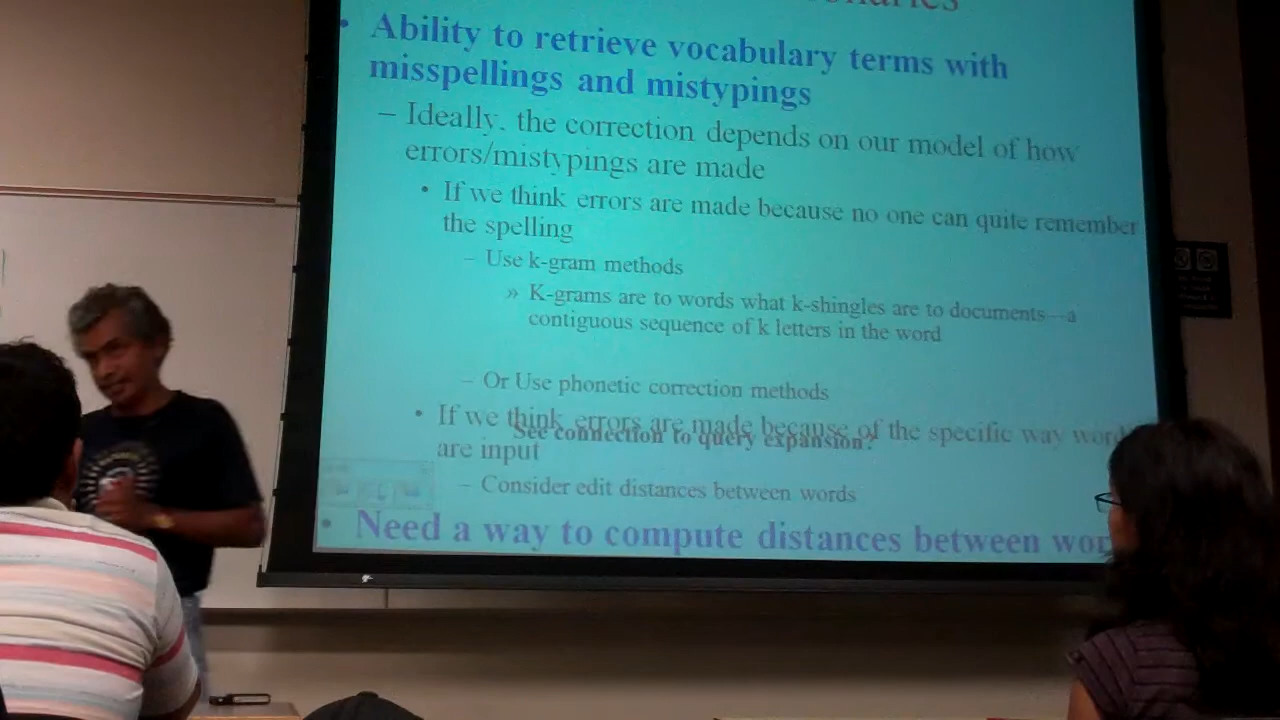 • Ability to retrieve vocabulary terms with
misspellings and mistypings
– Ideally, the correction depends on our model of how
errors/mistypings are made
• If we think errors are made because no one can quite remember
the spelling
– Use k-gram methods
» K-grams are to words what k-shingles are to documents—a
contiguous sequence of k letters in the word
– Or Use phonetic correction methods
• If we think errors are made because of the specific way
See connection to query expansion?
are input
– Consider edit distances between words
• Need a way to compute distances between